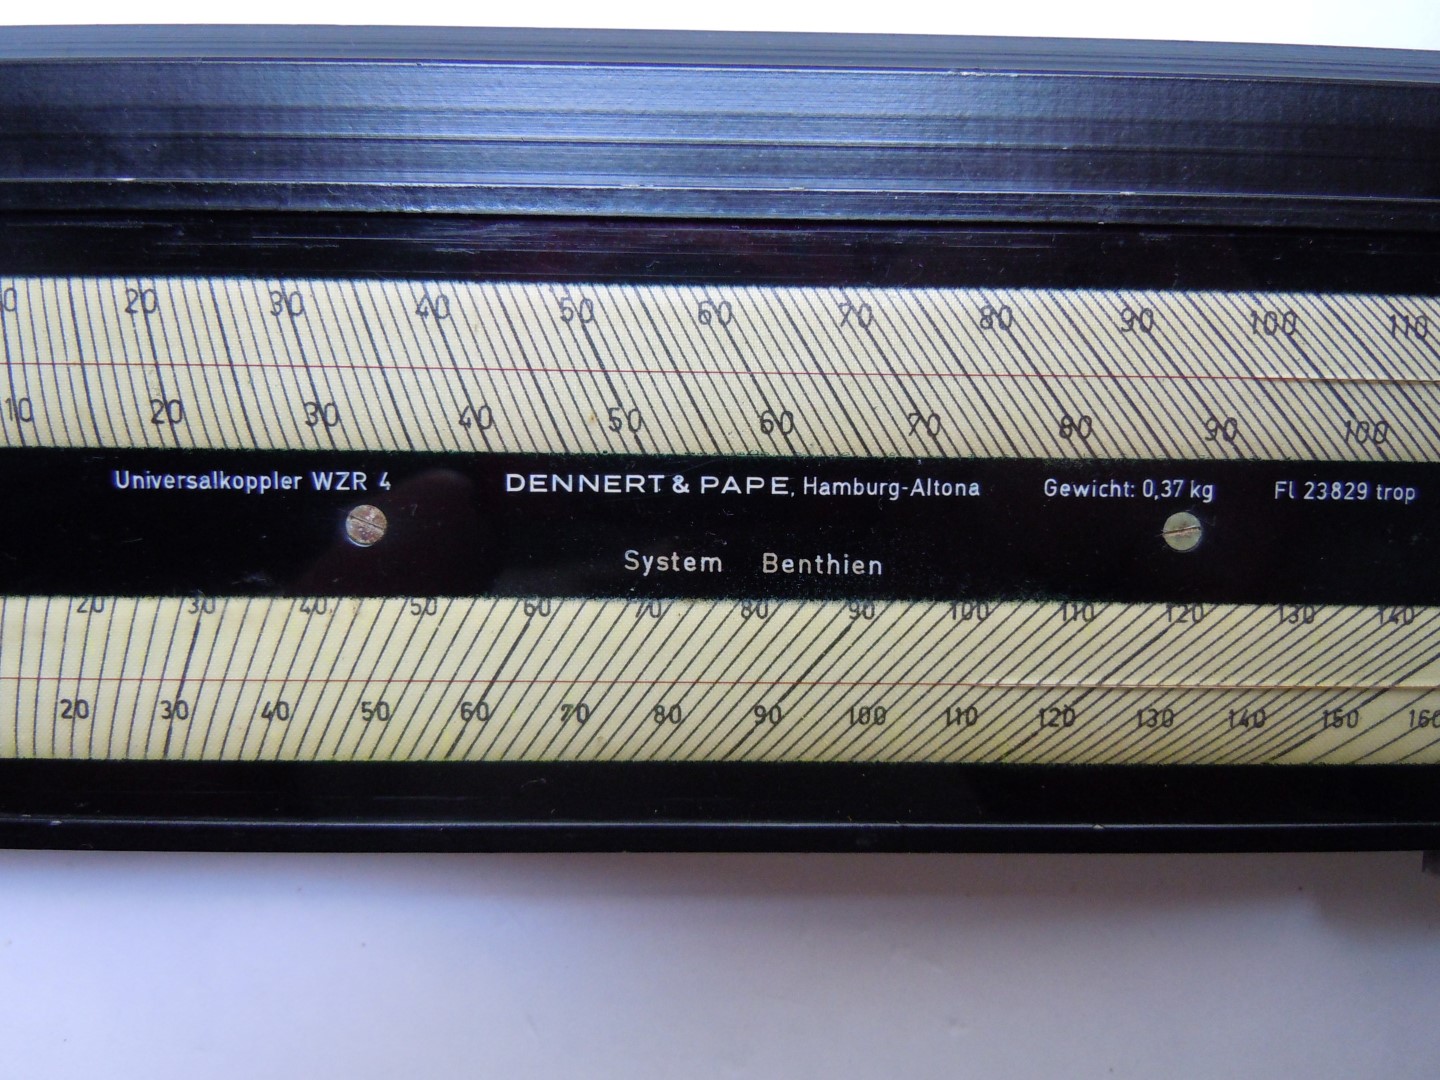 20 30 40 50 60 70 80 90 100 110
10 20 30 40 50 60 70 80 90 100
Universalkoppler WZR 4 DENNERT & PAPE, Hamburg-Altona Gewicht: 0,37 kg Fl 23829 trop
System Benthien
20 30 40 50 60 70 80 90 100 110 120 130 140
20 30 40 50 60 70 80 90 100 110 120 130 140 150 160